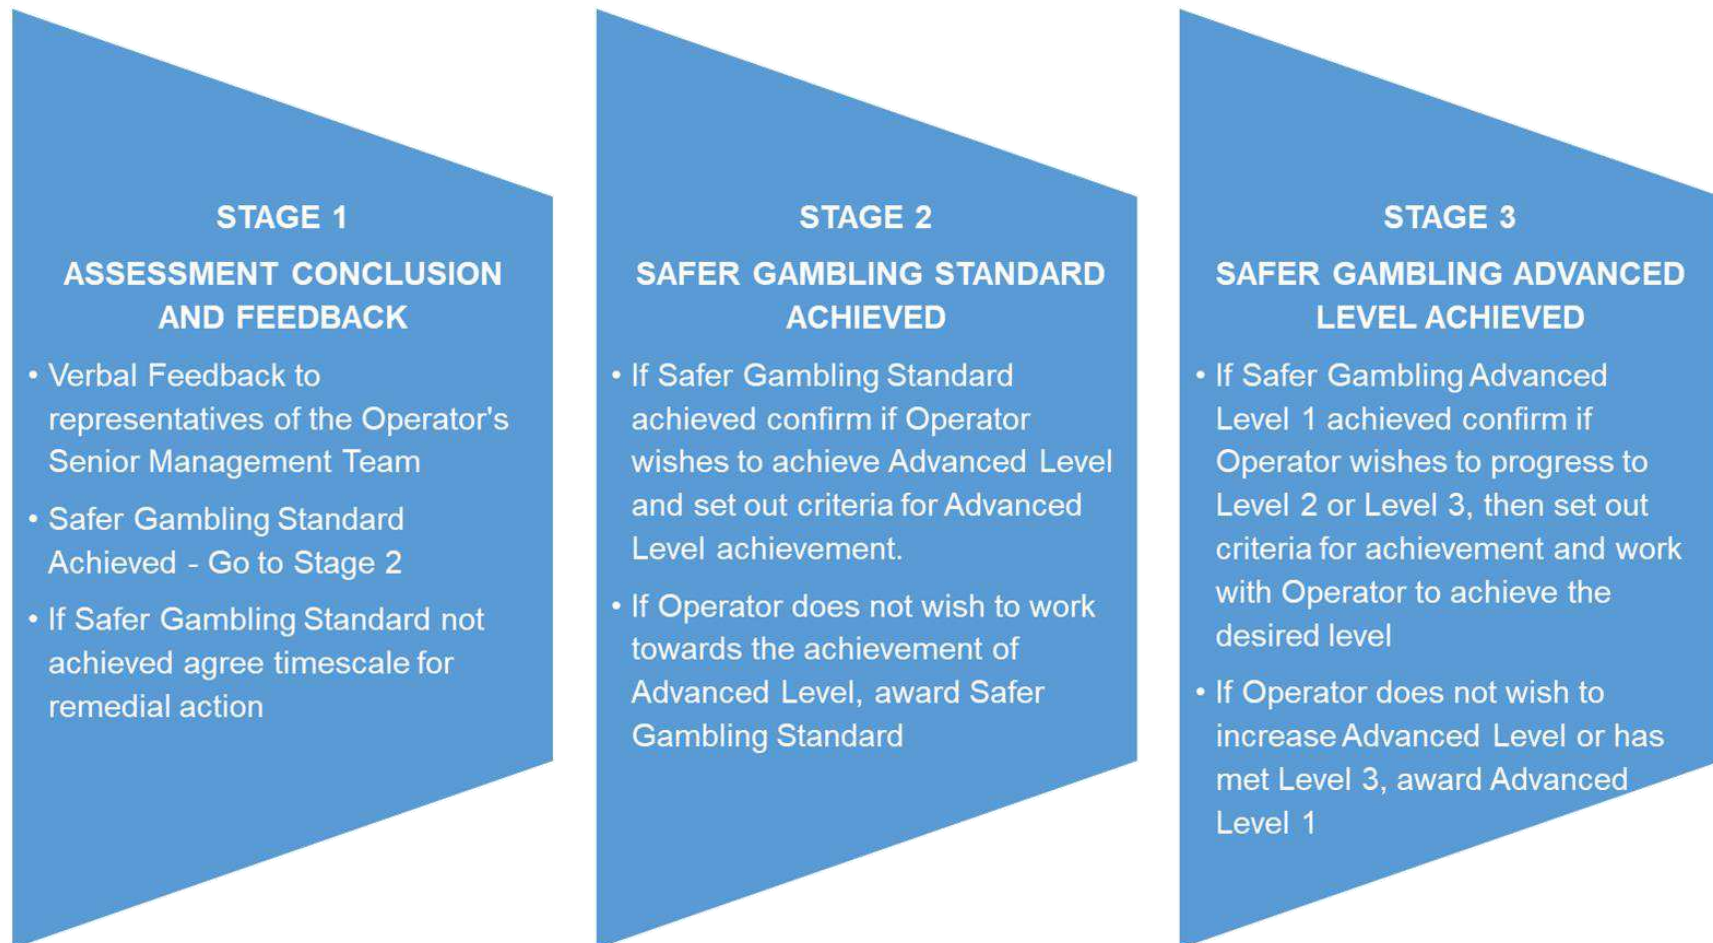 STAGE 1
ASSESSMENT CONCLUSION
AND FEEDBACK
• Verbal Feedback to
representatives of the Operator's
Senior Management Team
• Safer Gambling Standard
Achieved - Go to Stage 2
• If Safer Gambling Standard not
achieved agree timescale for
remedial action
STAGE 2
SAFER GAMBLING STANDARD
ACHIEVED
• If Safer Gambling Standard
achieved confirm if Operator
wishes to achieve Advanced Level
and set out criteria for Advanced
Level achievement.
• If Operator does not wish to work
towards the achievement of
Advanced Level, award Safer
Gambling Standard
STAGE 3
SAFER GAMBLING ADVANCED
LEVEL ACHIEVED
• If Safer Gambling Advanced
Level 1 achieved confirm if
Operator wishes to progress to
Level 2 or Level 3, then set out
criteria for achievement and work
with Operator to achieve the
desired level
• If Operator does not wish to
increase Advanced Level or has
met Level 3, award Advanced
Level 1